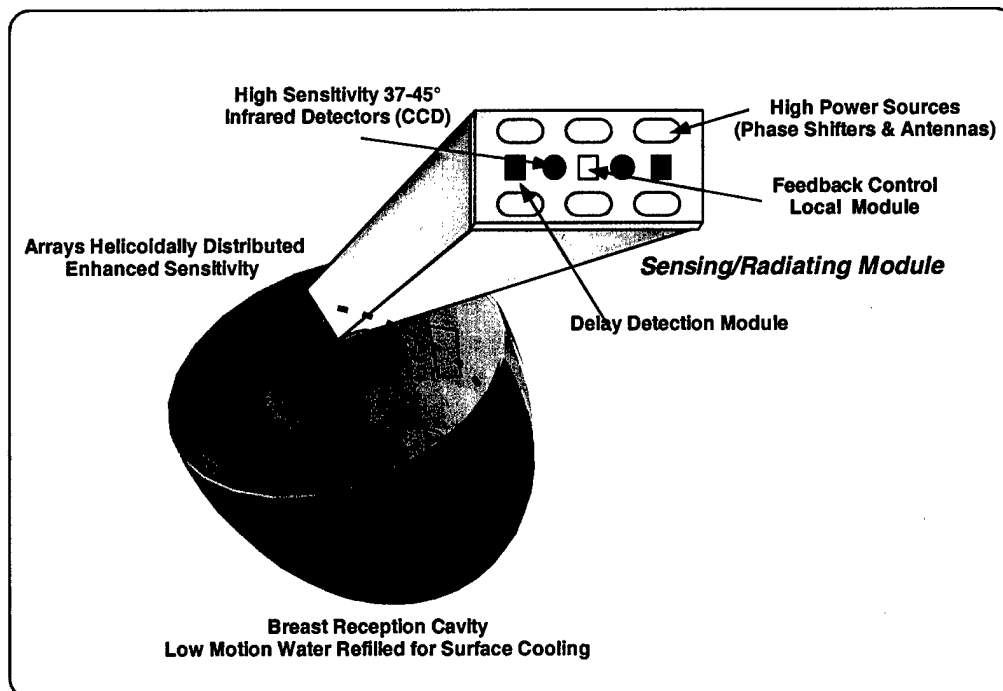 High Sensitivity 37-45°
Infrared Detectors (CCD)
High Power Sources
(Phase Shifters & Antennas)
Feedback Control
Local Module
Arrays Helicoidally Distributed
Enhanced Sensitivity
Sensing/Radiating Module
Delay Detection Module
Breast Reception Cavity
Low Motion Water Refilled for Surface Cooling